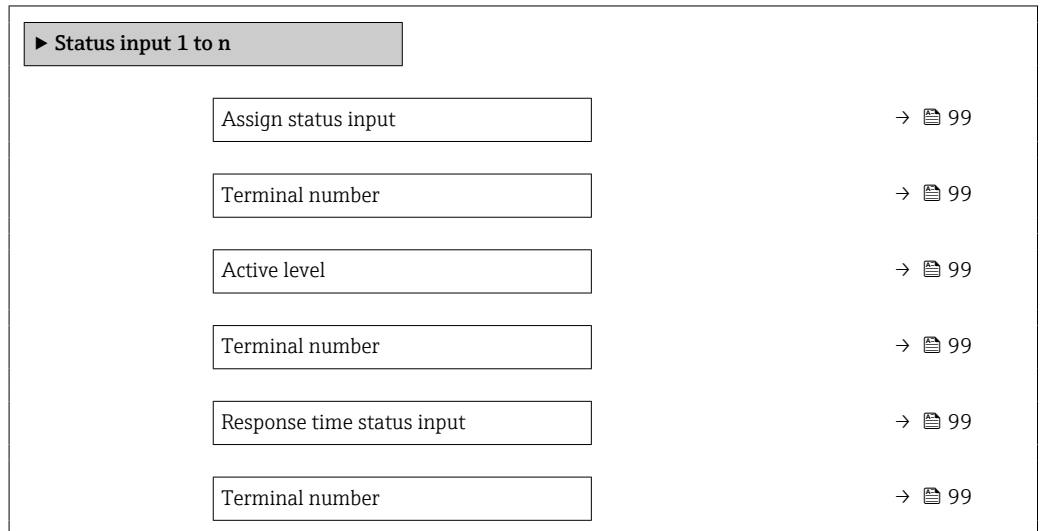 ▶ Status input 1 to n
Assign status input → 99
Terminal number → 99
Active level → 99
Terminal number → 99
Response time status input → 99
Terminal number → 99